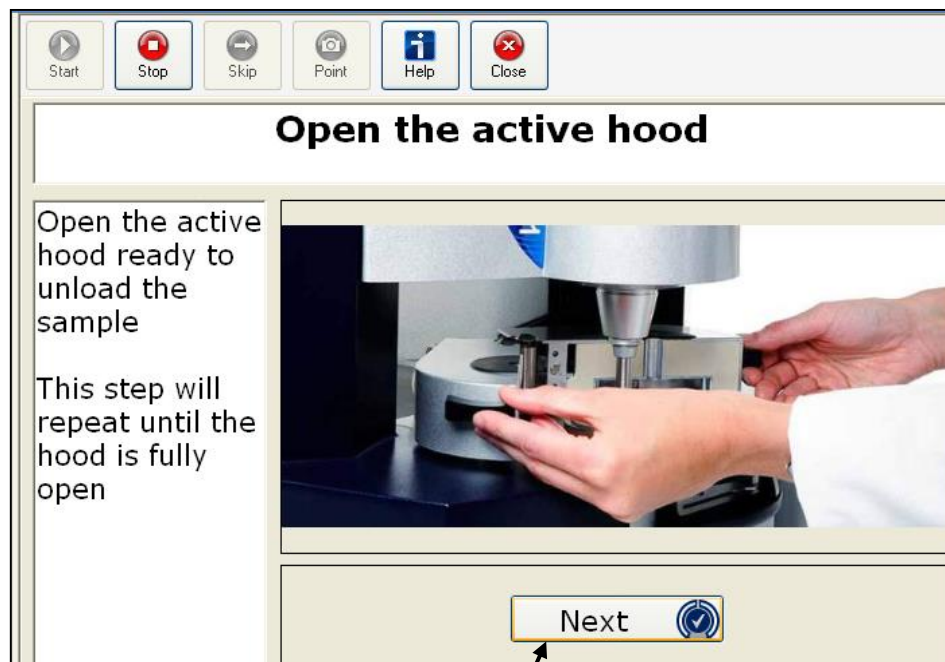 Start Stop Skip Point Help Close
Open the active hood
Open the active
hood ready to
unload the
sample
This step will
repeat until the
hood is fully
open
Next